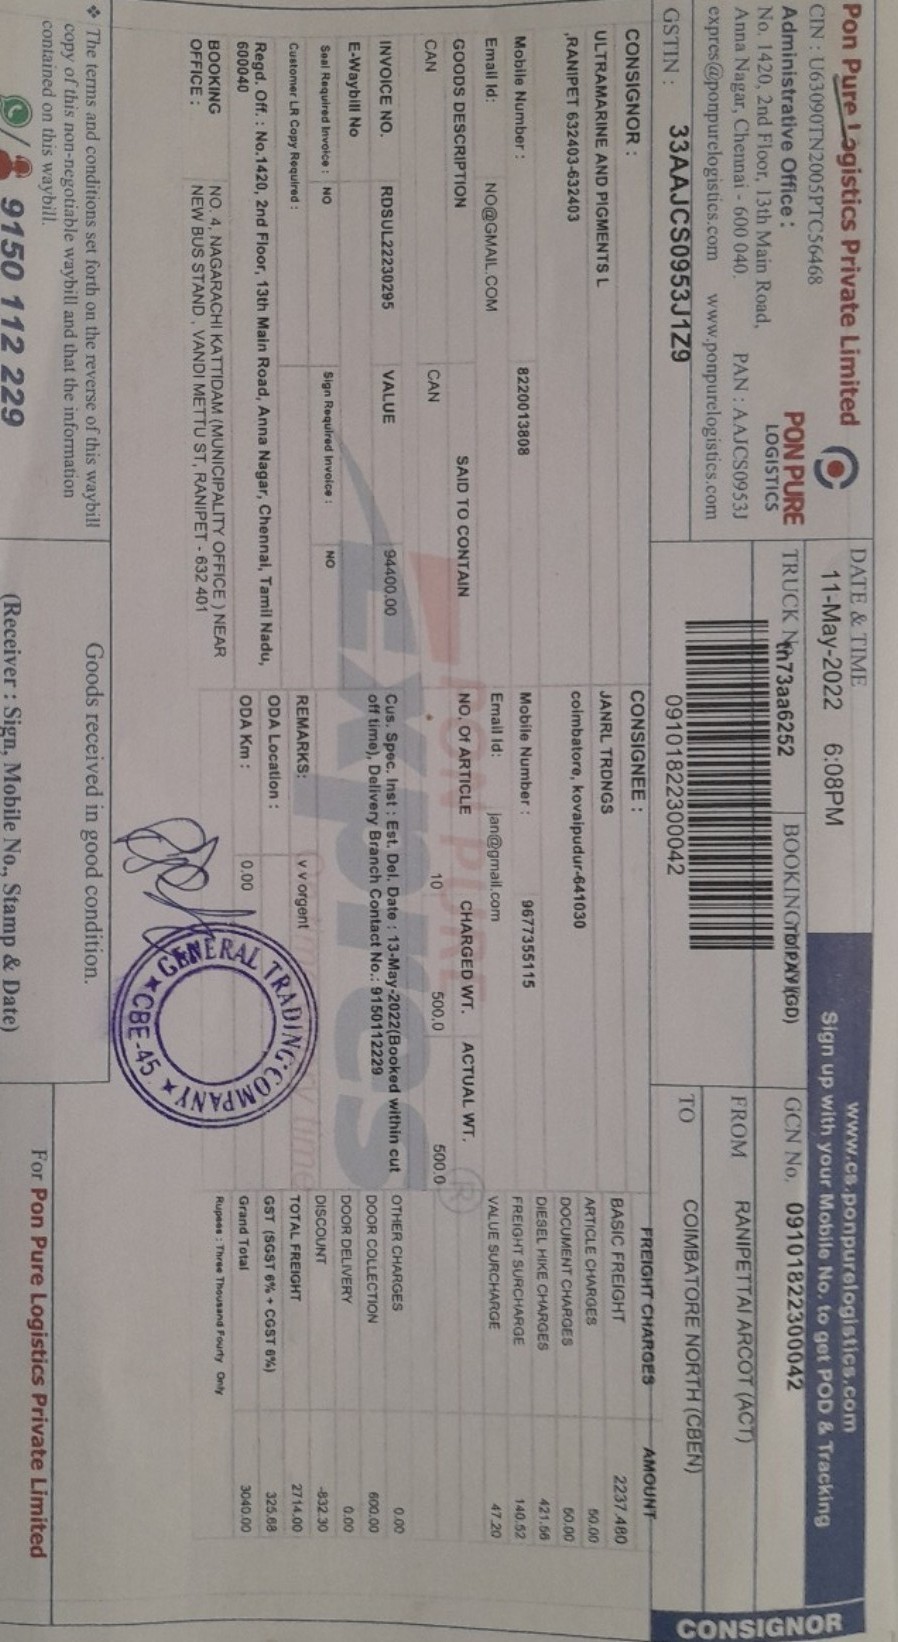 Pon Pure Logistics Private Limited
CIN : U63090TN2005PTC56468
Administrative Office :
No. 1420, 2nd Floor, 13th Main Road,
Anna Nagar, Chennai - 600 040. PAN : AAJCS0953J
expres@ponpurelogistics.com www.ponpurelogistics.com
PON PURE
LOGISTICS
GSTIN : 33AAJCS0953J1Z9
DATE & TIME
11-May-2022 6:08PM
TRUCK No tn73aa6252
BOOKING
09101822300042
www.cs.ponpurelogistics.com
Sign up with your Mobile No. to get POD & Tracking
GCN No. 09101822300042
FROM RANIPETTAI ARCOT (ACT)
TO COIMBATORE NORTH (CBEN)
CONSIGNOR
CONSIGNOR :
ULTRAMARINE AND PIGMENTS L
,RANIPET 632403-632403
Mobile Number : 8220013808
Email Id: NO@GMAIL.COM
CONSIGNEE :
JANRL TRDNGS
coimbatore, kovaipudur-641030
Mobile Number : 9677355115
Email Id: jan@gmail.com
GOODS DESCRIPTION SAID TO CONTAIN NO. Of ARTICLE CHARGED WT. ACTUAL WT.
CAN CAN 10 500.0 500.0
INVOICE NO. RDSUL22230295 VALUE 94400.00
E-Waybill No
Seal Required Invoice : NO Sign Required Invoice : NO
Customer LR Copy Required :
Cus. Spec. Inst : Est. Del. Date : 13-May-2022(Booked within cut
off time), Delivery Branch Contact No.: 9150112229
REMARKS: v v orgent
ODA Location :
ODA Km : 0.00
Regd. Off. : No.1420, 2nd Floor, 13th Main Road, Anna Nagar, Chennai, Tamil Nadu,
600040
BOOKING OFFICE : NO, 4, NAGARACHI KATTIDAM (MUNICIPALITY OFFICE ) NEAR
NEW BUS STAND , VANDI METTU ST, RANIPET - 632 401
FREIGHT CHARGES AMOUNT
BASIC FREIGHT 2237.480
ARTICLE CHARGES 50.00
DOCUMENT CHARGES 50.00
DIESEL HIKE CHARGES 421.56
FREIGHT SURCHARGE 140.52
VALUE SURCHARGE 47.20
OTHER CHARGES 0.00
DOOR COLLECTION 600.00
DOOR DELIVERY 0.00
DISCOUNT -832.30
TOTAL FREIGHT 2714.00
GST (SGST 6% + CGST 6%) 325.68
Grand Total 3040.00
Rupees : Three Thousand Fourty Only
PON PURE
Expres
®
GENERAL TRADING COMPANY
★ CBE-45 ★
❖ The terms and conditions set forth on the reverse of this waybill
copy of this non-negotiable waybill and that the information
contained on this waybill.
9150 112 229
Goods received in good condition.
(Receiver : Sign, Mobile No., Stamp & Date)
For Pon Pure Logistics Private Limited